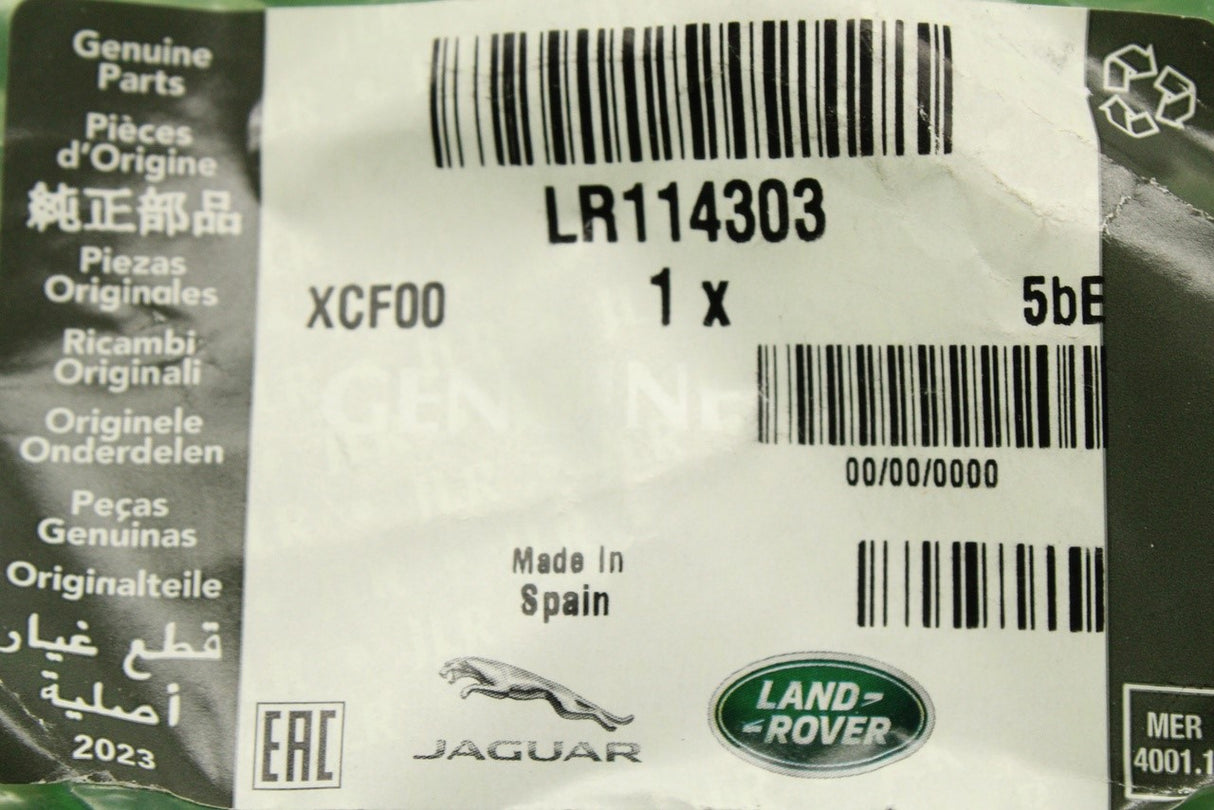 Genuine
Parts
Pièces
d'Origine
純正部品
Piezas
Originales
Ricambi
Originali
Originele
Onderdelen
Peças
Genuinas
Originalteile
قطع غيار
أصلية
2023
LR114303
XCF00 1 x 5bE
GEN NE
00/00/0000
Made In
Spain
EAC
JAGUAR
LAND-
-ROVER
MER
4001.1